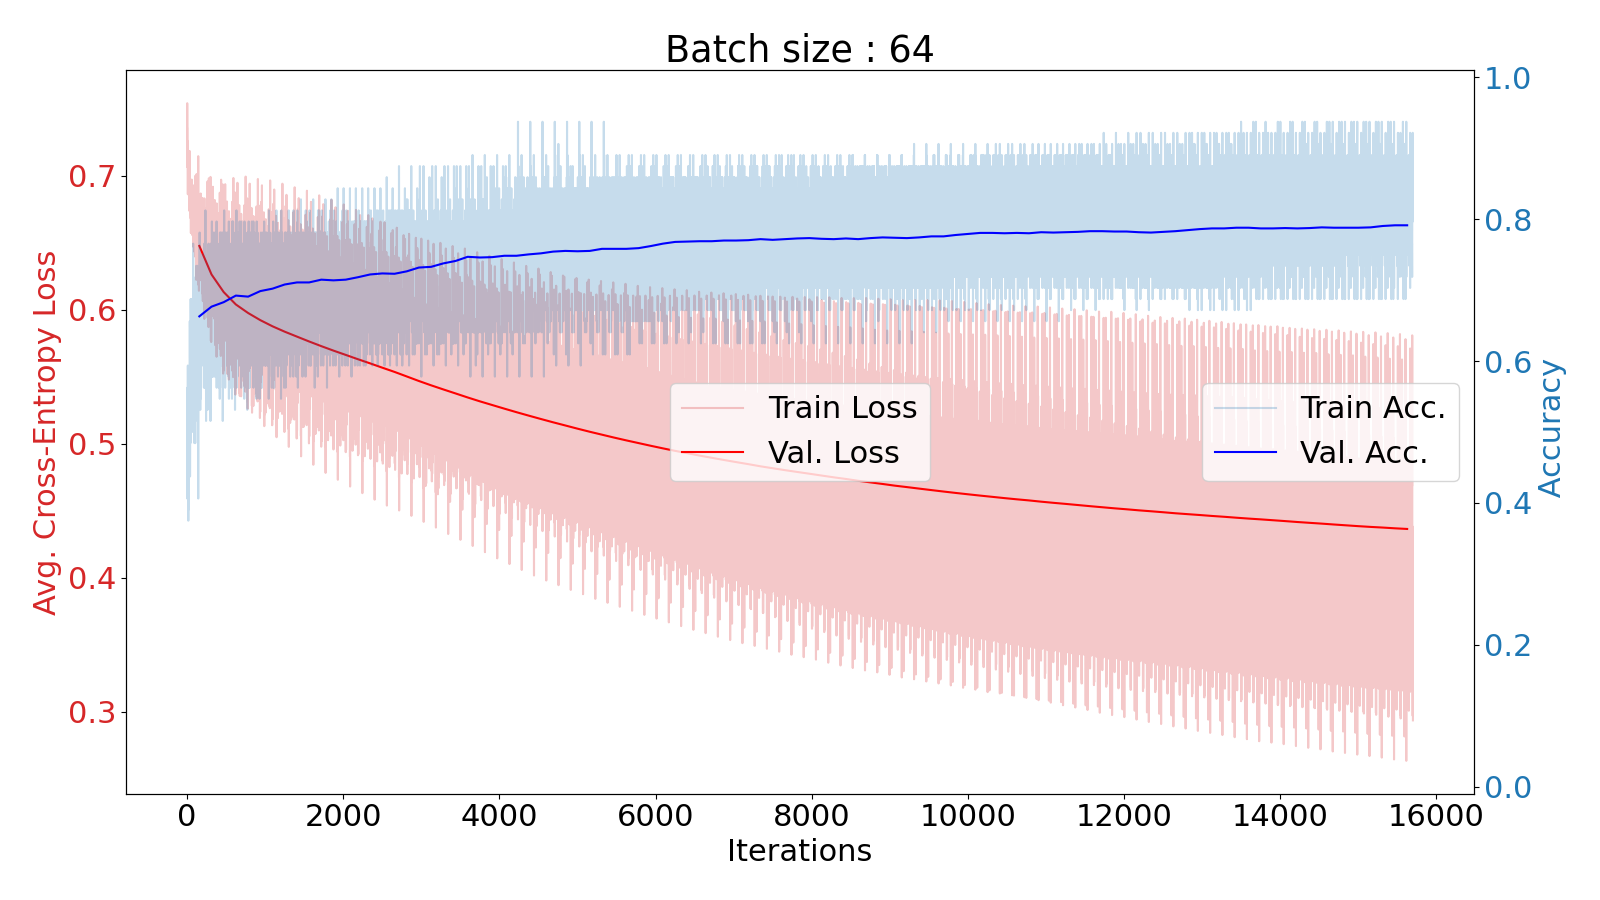 Batch size : 64
Avg. Cross-Entropy Loss
0.7
0.6
0.5
0.4
0.3
Train Loss
Val. Loss
Train Acc.
Val. Acc.
1.0
0.8
0.6
0.4
0.2
0.0
Accuracy
0 2000 4000 6000 8000 10000 12000 14000 16000
Iterations